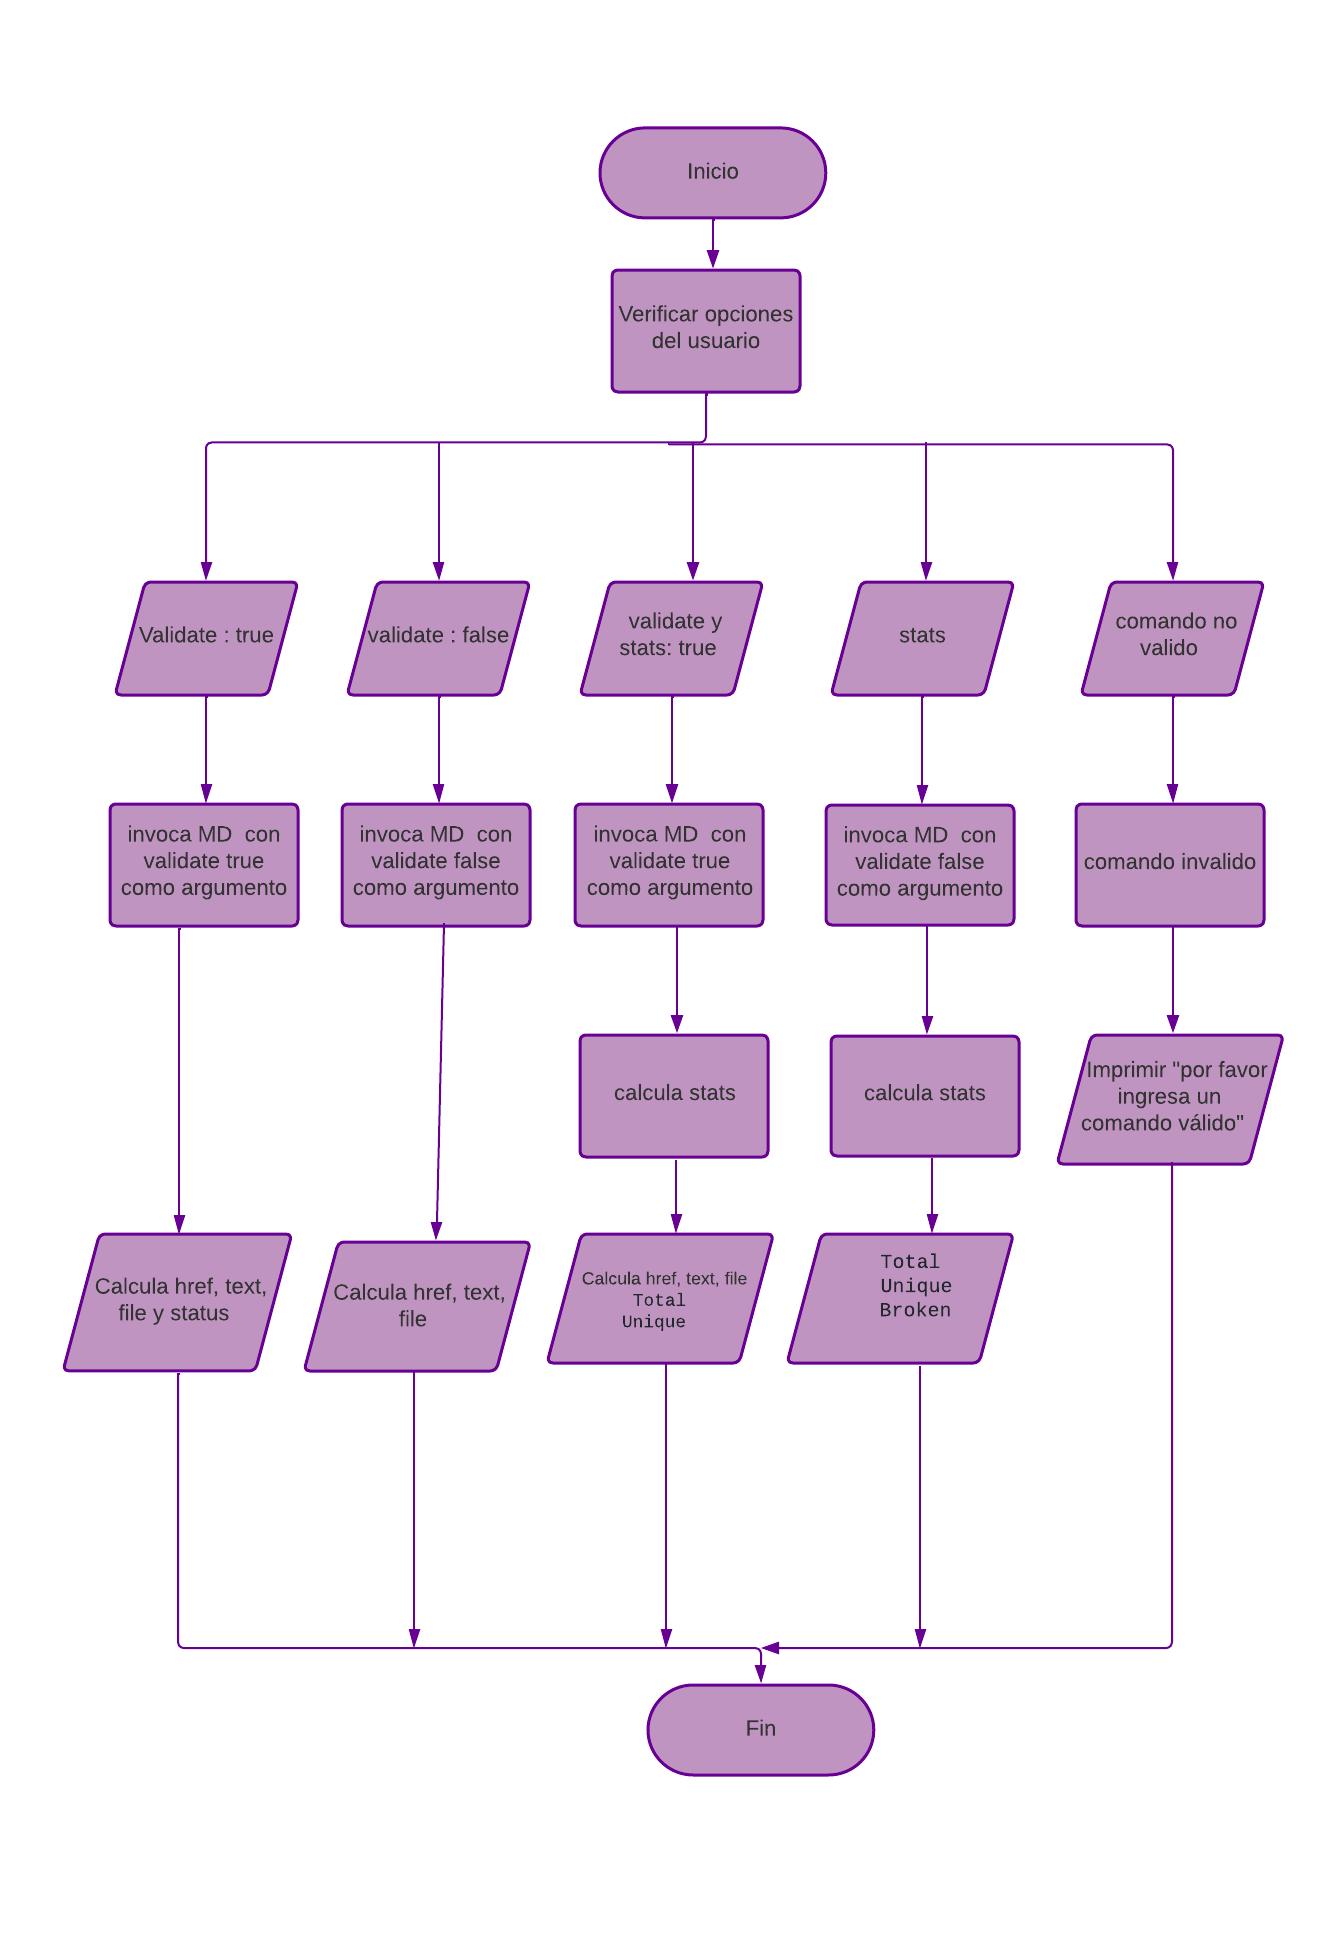 Inicio
Verificar opciones
del usuario
Validate : true
validate : false
validate y
stats: true
stats
comando no
valido
invoca MD  con
validate true
como argumento
invoca MD  con
validate false
como argumento
invoca MD  con
validate true
como argumento
invoca MD  con
validate false
como argumento
comando invalido
calcula stats
calcula stats
Imprimir "por favor
ingresa un
comando válido"
Calcula href, text,
file y status
Calcula href, text,
file
Calcula href, text, file
Total
Unique
Total
Unique
Broken
Fin